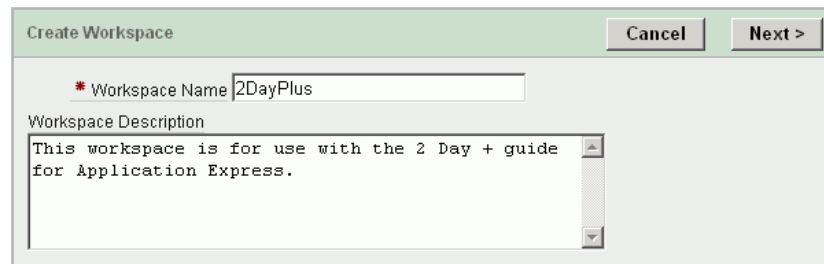 Create Workspace
Cancel
Next >
* Workspace Name 2DayPlus
Workspace Description
This workspace is for use with the 2 Day + guide
for Application Express.